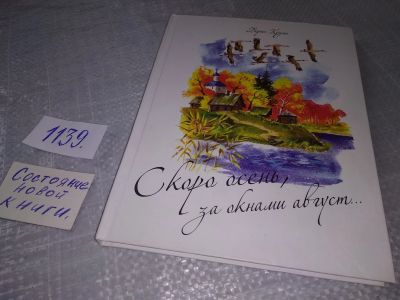 1139.
Состояние
новой
книги.
Скоро осень,
за окнами август...